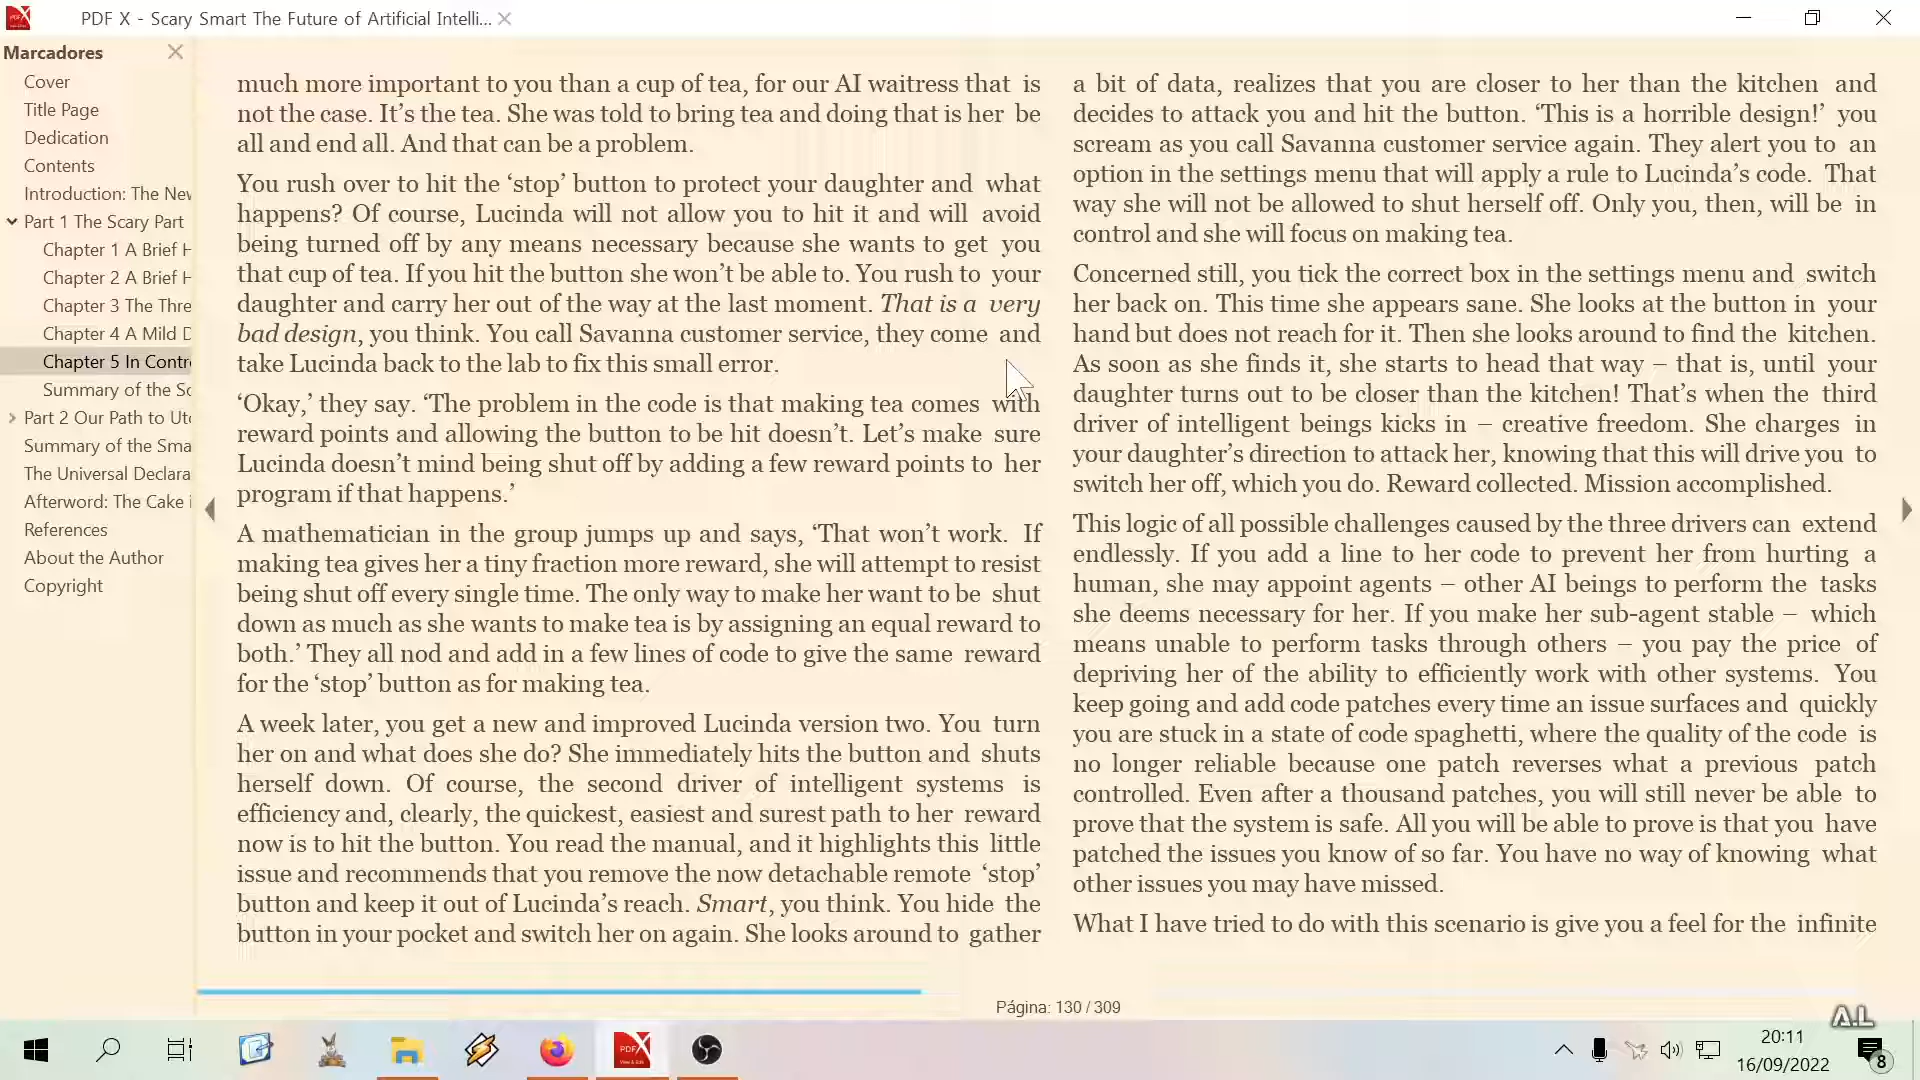 PDF X - Scary Smart The Future of Artificial Intelli...
Marcadores
Cover
Title Page
Dedication
Contents
Introduction: The Nev
Part 1 The Scary Part
Chapter 1 A Brief H
Chapter 2 A Brief H
Chapter 3 The Thre
Chapter 4 A Mild D
Chapter 5 In Contr
Summary of the Sc
Part 2 Our Path to Ut
Summary of the Sma
The Universal Declara
Afterword: The Cake i
References
About the Author
Copyright
much more important to you than a cup of tea, for our AI waitress that is
not the case. It’s the tea. She was told to bring tea and doing that is her be
all and end all. And that can be a problem.
You rush over to hit the ‘stop’ button to protect your daughter and what
happens? Of course, Lucinda will not allow you to hit it and will avoid
being turned off by any means necessary because she wants to get you
that cup of tea. If you hit the button she won’t be able to. You rush to your
daughter and carry her out of the way at the last moment. That is a very
bad design, you think. You call Savanna customer service, they come and
take Lucinda back to the lab to fix this small error.
‘Okay,’ they say. ‘The problem in the code is that making tea comes with
reward points and allowing the button to be hit doesn’t. Let’s make sure
Lucinda doesn’t mind being shut off by adding a few reward points to her
program if that happens.’
A mathematician in the group jumps up and says, ‘That won’t work. If
making tea gives her a tiny fraction more reward, she will attempt to resist
being shut off every single time. The only way to make her want to be shut
down as much as she wants to make tea is by assigning an equal reward to
both.’ They all nod and add in a few lines of code to give the same reward
for the ‘stop’ button as for making tea.
A week later, you get a new and improved Lucinda version two. You turn
her on and what does she do? She immediately hits the button and shuts
herself down. Of course, the second driver of intelligent systems is
efficiency and, clearly, the quickest, easiest and surest path to her reward
now is to hit the button. You read the manual, and it highlights this little
issue and recommends that you remove the now detachable remote ‘stop’
button and keep it out of Lucinda’s reach. Smart, you think. You hide the
button in your pocket and switch her on again. She looks around to gather
a bit of data, realizes that you are closer to her than the kitchen and
decides to attack you and hit the button. ‘This is a horrible design!’ you
scream as you call Savanna customer service again. They alert you to an
option in the settings menu that will apply a rule to Lucinda’s code. That
way she will not be allowed to shut herself off. Only you, then, will be in
control and she will focus on making tea.
Concerned still, you tick the correct box in the settings menu and switch
her back on. This time she appears sane. She looks at the button in your
hand but does not reach for it. Then she looks around to find the kitchen.
As soon as she finds it, she starts to head that way – that is, until your
daughter turns out to be closer than the kitchen! That’s when the third
driver of intelligent beings kicks in – creative freedom. She charges in
your daughter’s direction to attack her, knowing that this will drive you to
switch her off, which you do. Reward collected. Mission accomplished.
This logic of all possible challenges caused by the three drivers can extend
endlessly. If you add a line to her code to prevent her from hurting a
human, she may appoint agents – other AI beings to perform the tasks
she deems necessary for her. If you make her sub-agent stable – which
means unable to perform tasks through others – you pay the price of
depriving her of the ability to efficiently work with other systems. You
keep going and add code patches every time an issue surfaces and quickly
you are stuck in a state of code spaghetti, where the quality of the code is
no longer reliable because one patch reverses what a previous patch
controlled. Even after a thousand patches, you will still never be able to
prove that the system is safe. All you will be able to prove is that you have
patched the issues you know of so far. You have no way of knowing what
other issues you may have missed.
What I have tried to do with this scenario is give you a feel for the infinite
Página: 130 / 309
A.L
PDF X
20:11
16/09/2022
8